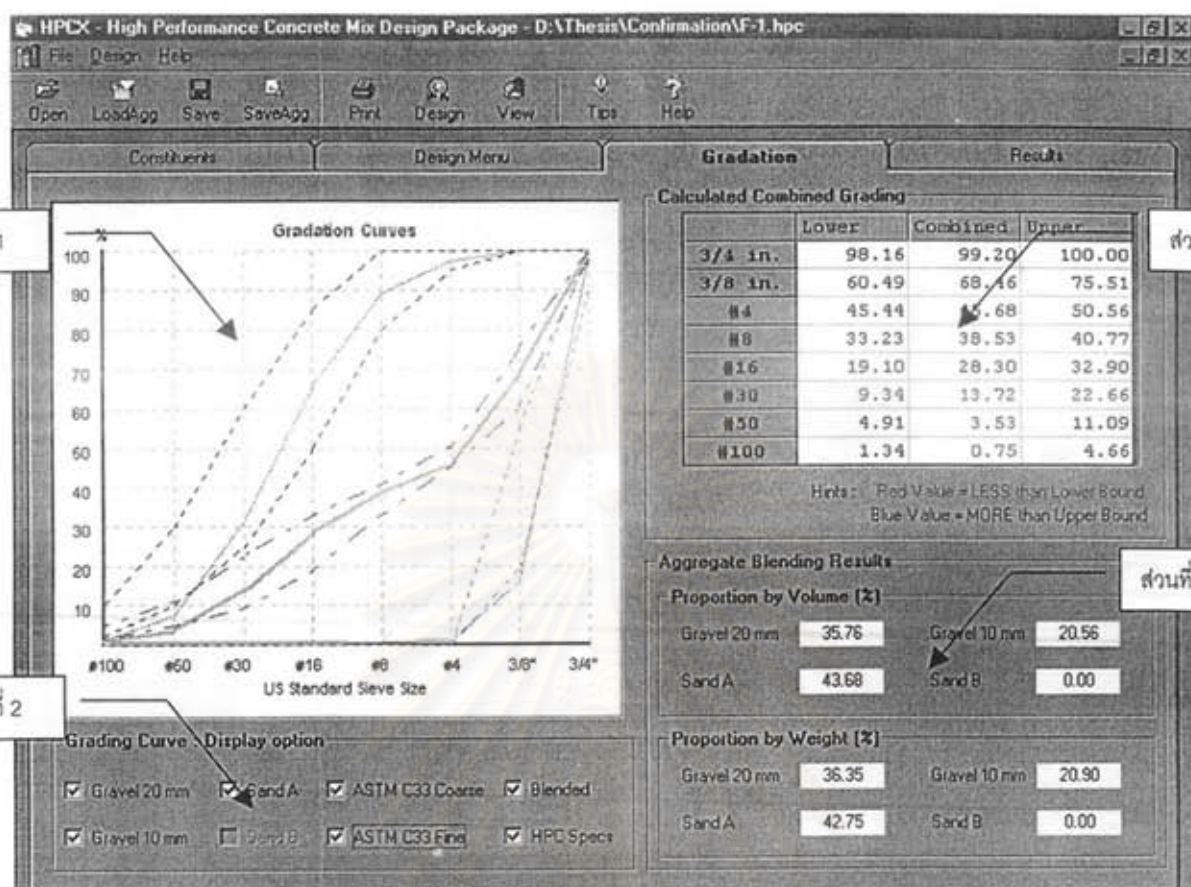 HPCX - High Performance Concrete Mix Design Package - D:\Thesis\Confirmation\F-1.hpc
File Design Help
Open LoadAgg Save SaveAgg Print Design View Tips Help
Constituents Design Menu Gradation Results
Gradation Curves
%
100
90
80
70
60
50
40
30
20
10
#100 #50 #30 #16 #8 #4 3/8" 3/4"
US Standard Sieve Size
ที่ 2
Grading Curve : Display option
Gravel 20 mm Sand A ASTM C33 Coarse Blended
Gravel 10 mm Sand B ASTM C33 Fine HPC Specs
Calculated Combined Grading
Lower Combined Upper
3/4 in. 98.16 99.20 100.00
3/8 in. 60.49 68.46 75.51
#4 45.44 5.68 50.56
#8 33.23 38.53 40.77
#16 19.10 28.30 32.90
#30 9.34 13.72 22.66
#50 4.91 3.53 11.09
#100 1.34 0.75 4.66
ส่ว
Hints : Red Value = LESS than Lower Bound
Blue Value = MORE than Upper Bound
Aggregate Blending Results
ส่วนที่
Proportion by Volume (%)
Gravel 20 mm 35.76 Gravel 10 mm 20.56
Sand A 43.68 Sand B 0.00
Proportion by Weight (%)
Gravel 20 mm 36.35 Gravel 10 mm 20.90
Sand A 42.75 Sand B 0.00